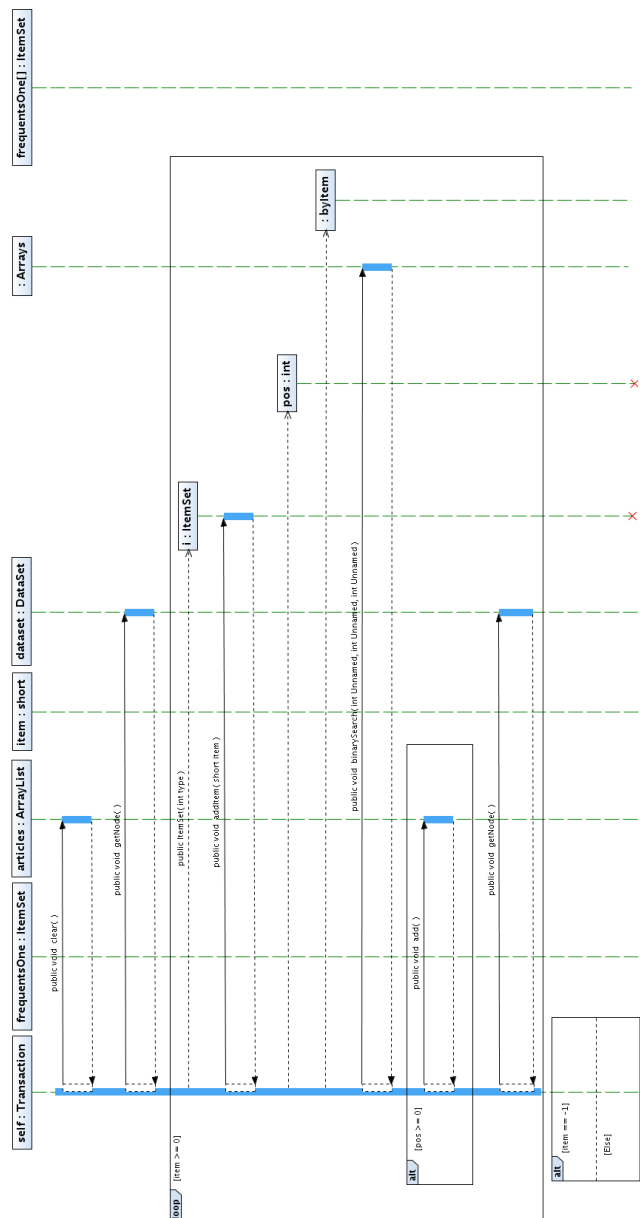 self : Transaction
frequentsOne : ItemSet
articles : ArrayList
item : short
dataset : DataSet
: Arrays
frequentsOne[] : ItemSet
public void clear( )
public void getNode( )
loop
[item >= 0]
public ItemSet( int type )
i : ItemSet
public void addItem( short item )
pos : int
: byItem
public void binarySearch( int Unnamed, int Unnamed )
alt
[pos >= 0]
public void add( )
public void getNode( )
alt
[item == -1]
[Else]